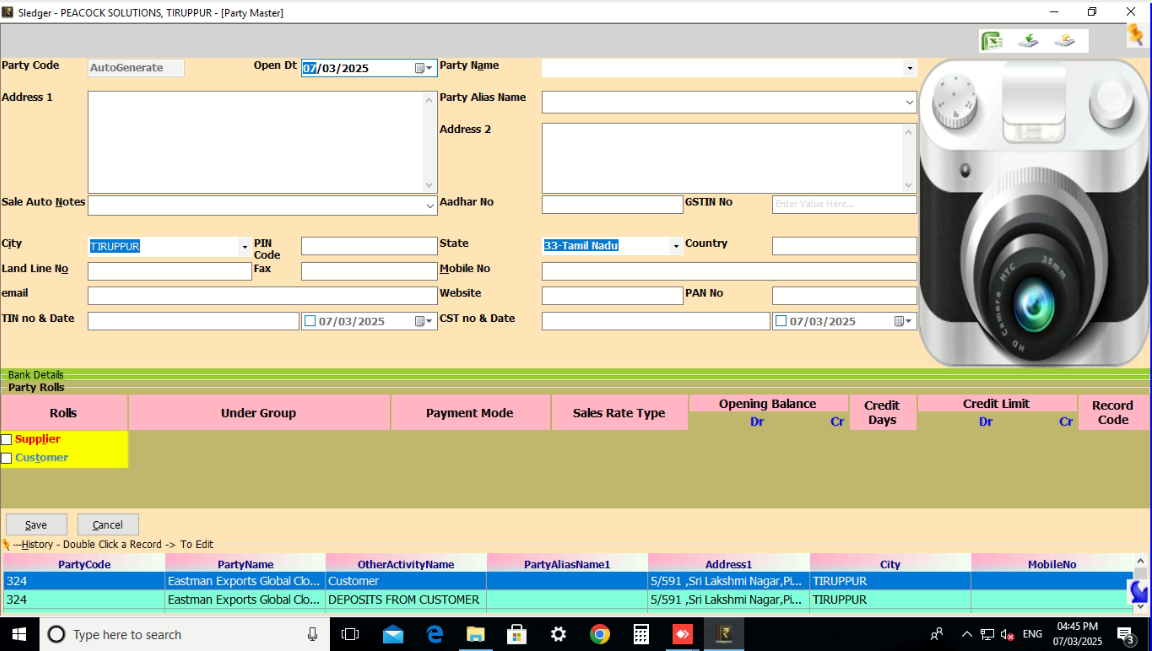 Sledger - PEACOCK SOLUTIONS, TIRUPPUR - [Party Master]
Party Code AutoGenerate Open Dt 07/03/2025 Party Name
Address 1 Party Alias Name
Address 2
Sale Auto Notes Aadhar No GSTIN No Enter Value Here...
City TIRUPPUR PIN Code State 33-Tamil Nadu Country
Land Line No Fax Mobile No
email Website PAN No
TIN no & Date 07/03/2025 CST no & Date 07/03/2025
HD Camera HTC 35mm
Bank Details
Party Rolls
Rolls Under Group Payment Mode Sales Rate Type Opening Balance Dr Cr Credit Days Credit Limit Dr Cr Record Code
Supplier
Customer
Save Cancel
---History - Double Click a Record -> To Edit
PartyCode PartyName OtherActivityName PartyAliasName1 Address1 City MobileNo
324 Eastman Exports Global Clo... Customer 5/591 ,Sri Lakshmi Nagar,Pi... TIRUPPUR
324 Eastman Exports Global Clo... DEPOSITS FROM CUSTOMER 5/591 ,Sri Lakshmi Nagar,Pi... TIRUPPUR
Type here to search ENG 04:45 PM
07/03/2025 3